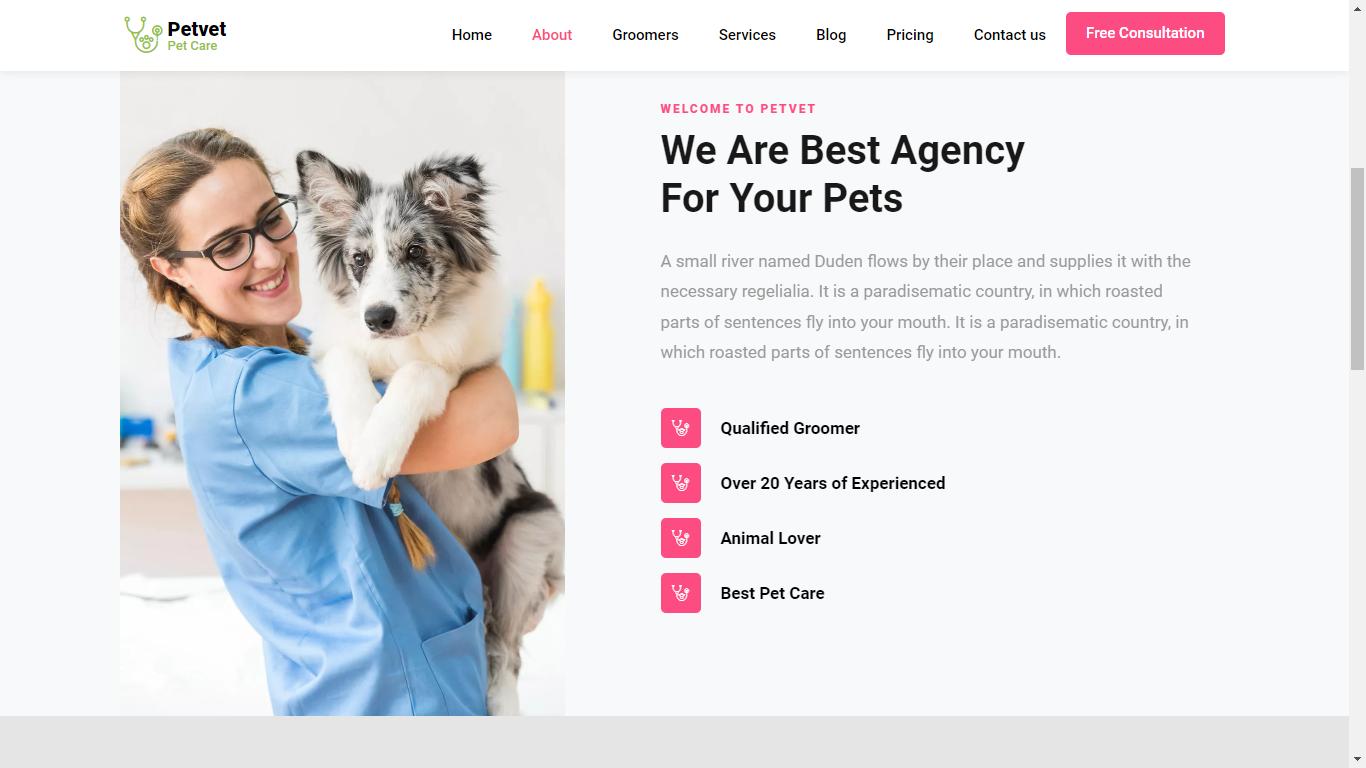 Petvet
Pet Care
Home
About
Groomers
Services
Blog
Pricing
Contact us
Free Consultation
WELCOME TO PETVET
We Are Best Agency
For Your Pets
A small river named Duden flows by their place and supplies it with the
necessary regelialia. It is a paradisematic country, in which roasted
parts of sentences fly into your mouth. It is a paradisematic country, in
which roasted parts of sentences fly into your mouth.
Qualified Groomer
Over 20 Years of Experienced
Animal Lover
Best Pet Care